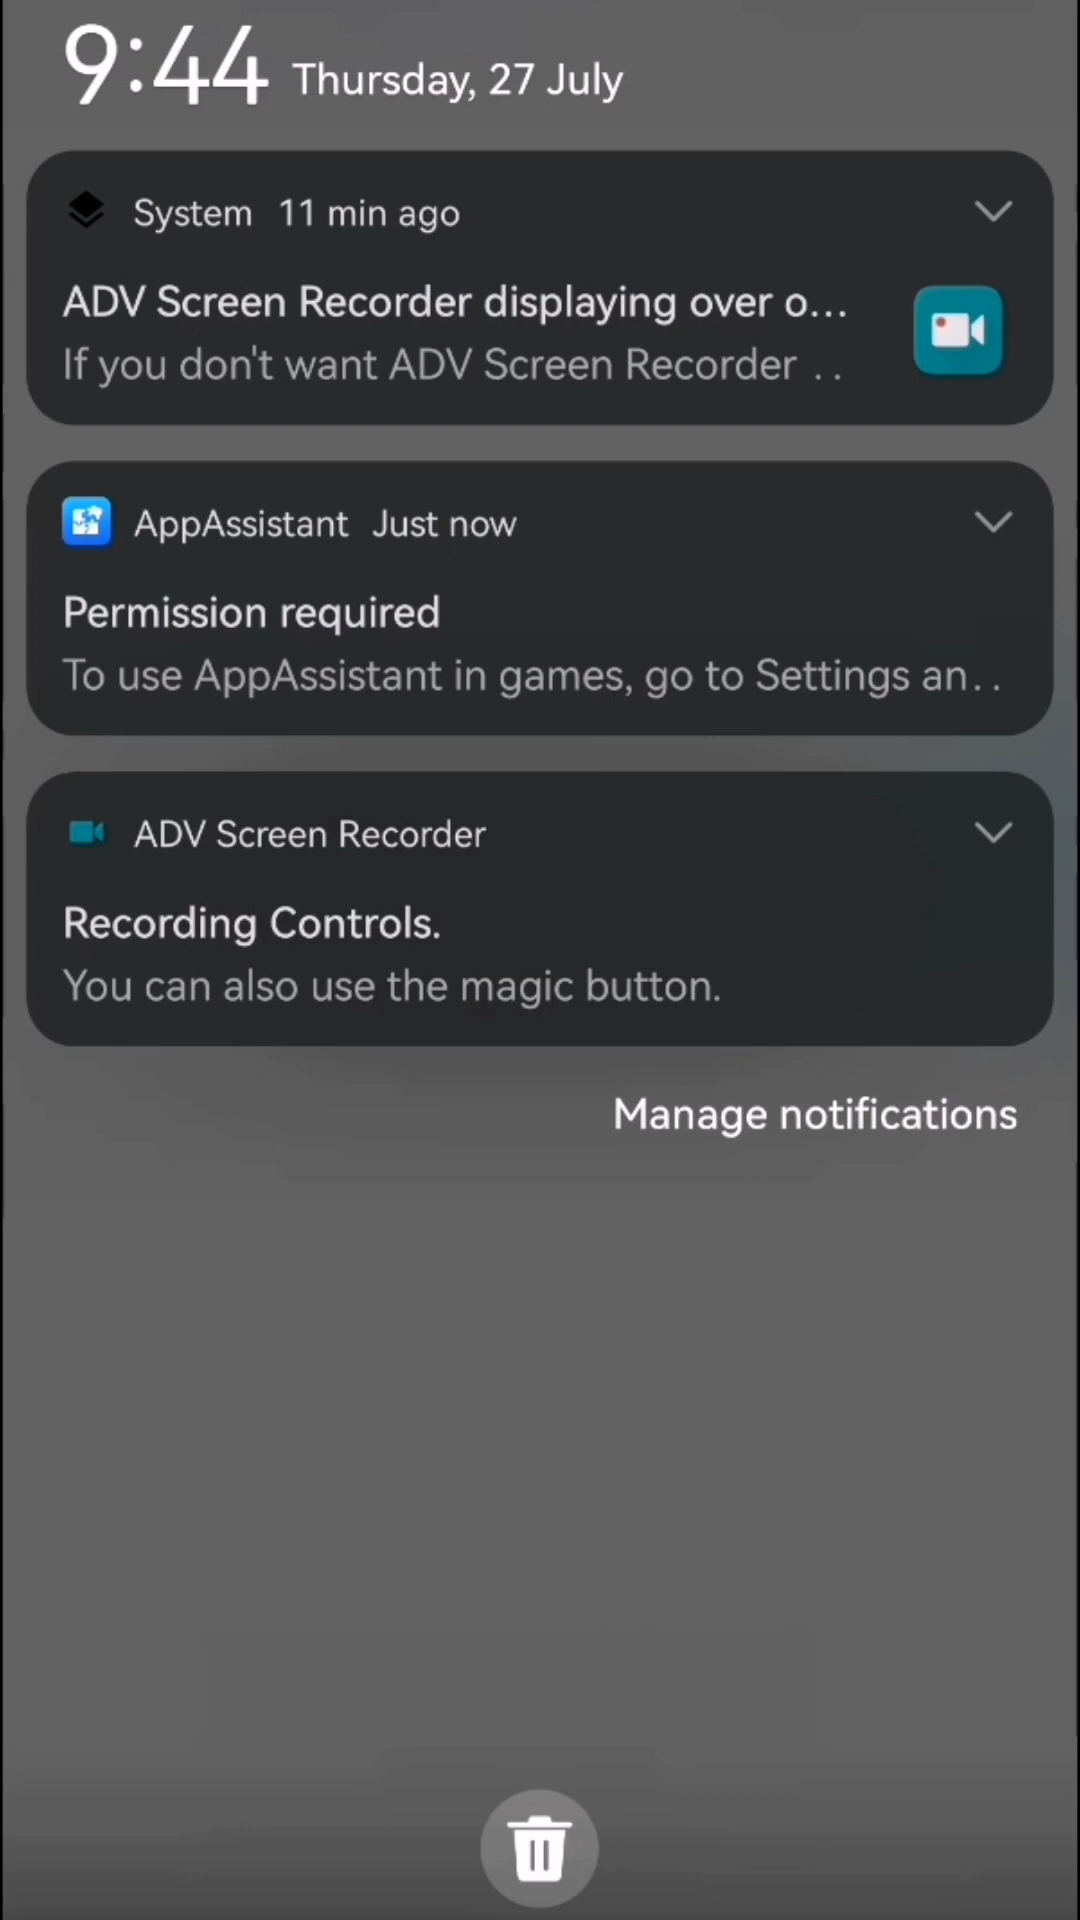 9:44 Thursday, 27 July
System 11 min ago
ADV Screen Recorder displaying over o...
If you don't want ADV Screen Recorder ..
AppAssistant Just now
Permission required
To use AppAssistant in games, go to Settings an..
ADV Screen Recorder
Recording Controls.
You can also use the magic button.
Manage notifications